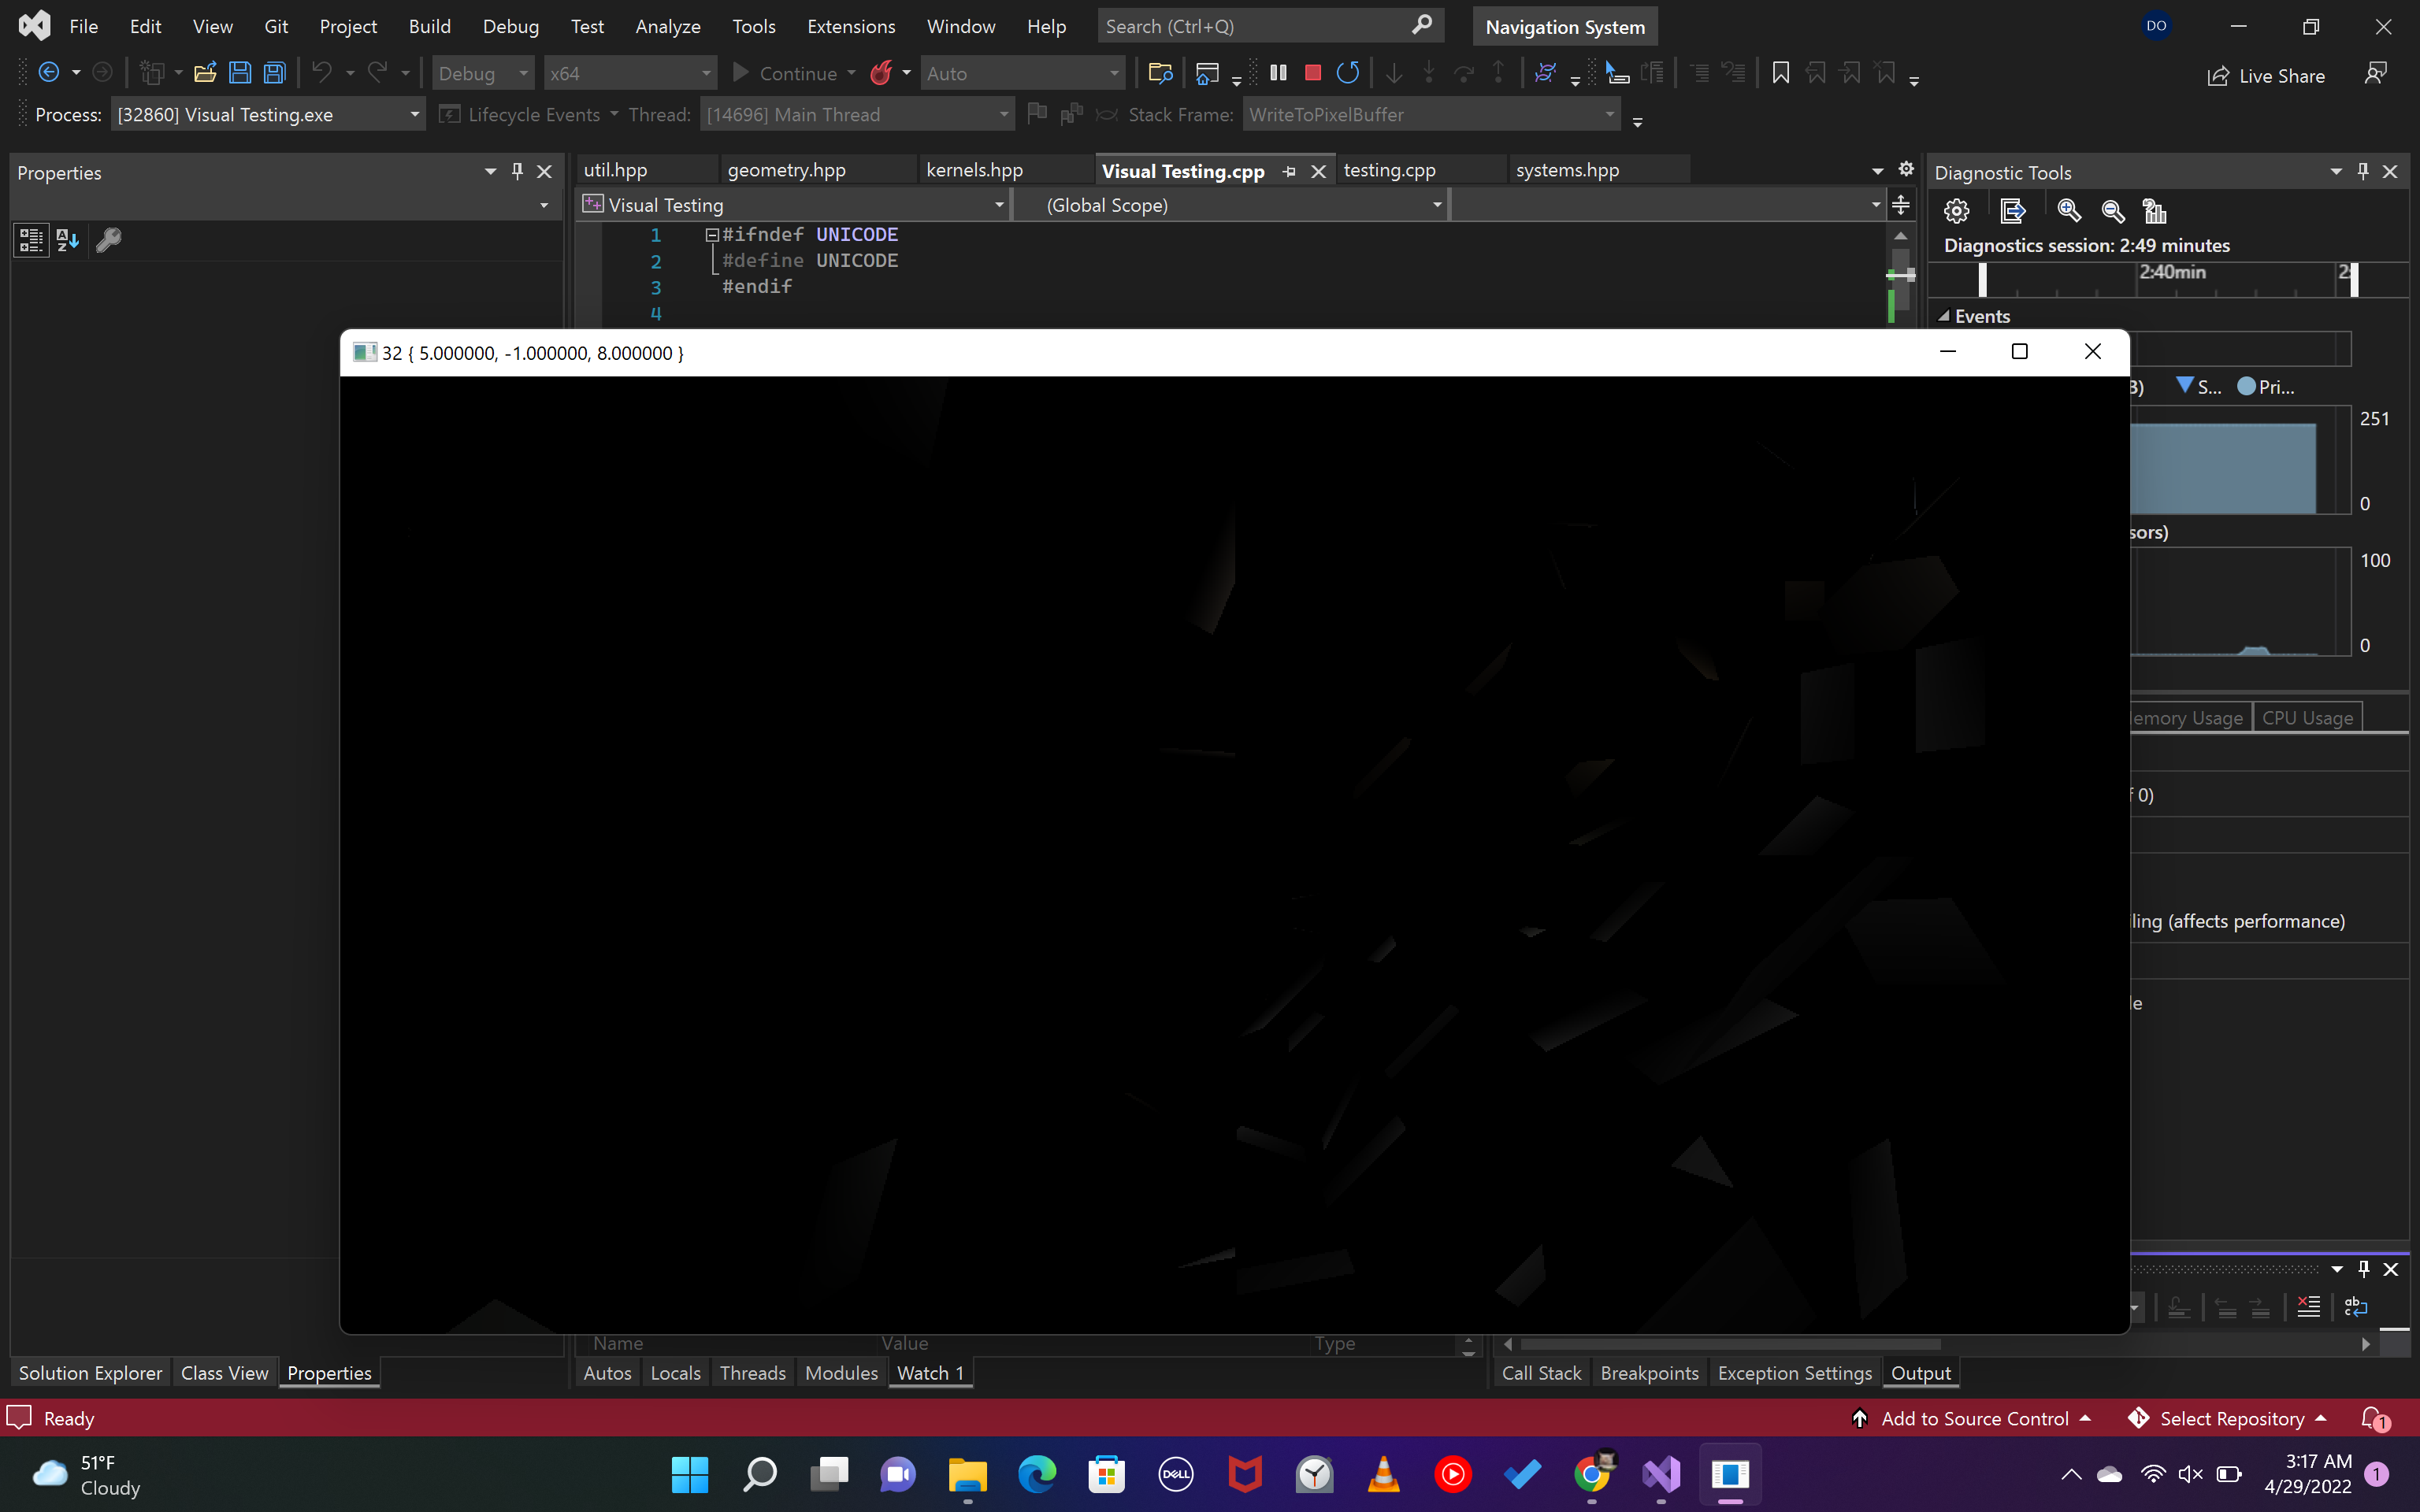 File Edit View Git Project Build Debug Test Analyze Tools Extensions Window Help Search (Ctrl+Q) Navigation System DO
Debug x64 Continue Auto Live Share
Process: [32860] Visual Testing.exe Lifecycle Events Thread: [14696] Main Thread Stack Frame: WriteToPixelBuffer
Properties
util.hpp geometry.hpp kernels.hpp Visual Testing.cpp testing.cpp systems.hpp
Diagnostic Tools
Visual Testing (Global Scope)
1 #ifndef UNICODE
2 #define UNICODE
3 #endif
4
Diagnostics session: 2:49 minutes
2:40min 2:
Events
32 { 5.000000, -1.000000, 8.000000 }
B) S... Pri...
251
0
sors)
100
0
emory Usage CPU Usage
f 0)
ling (affects performance)
le
Name Value Type
Solution Explorer Class View Properties Autos Locals Threads Modules Watch 1 Call Stack Breakpoints Exception Settings Output
Ready Add to Source Control Select Repository 1
51°F
Cloudy
DELL
3:17 AM
4/29/2022 1